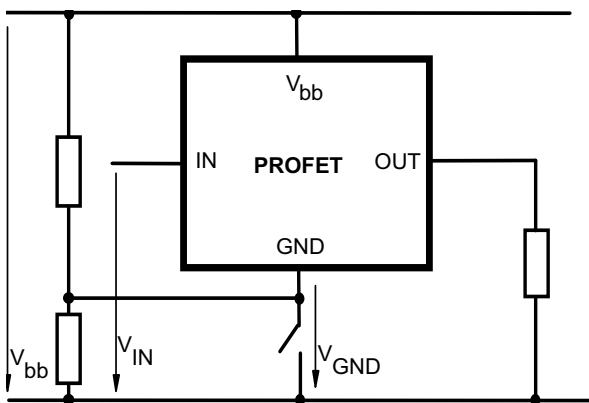 V_bb
IN PROFET OUT
GND
V_bb
V_IN
V_GND